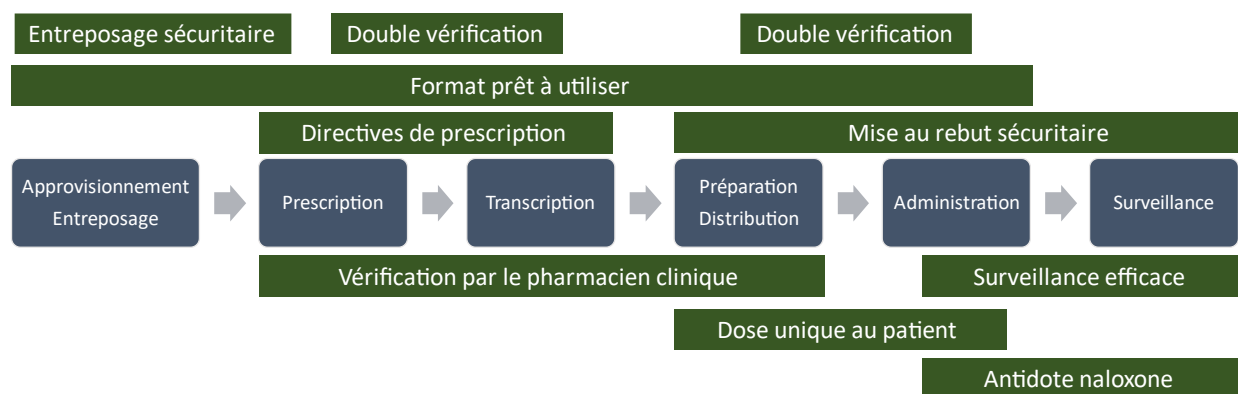 Entreposage sécuritaire
Double vérification
Double vérification
Format prêt à utiliser
Directives de prescription
Mise au rebut sécuritaire
Approvisionnement
Entreposage
Prescription
Transcription
Préparation
Distribution
Administration
Surveillance
Vérification par le pharmacien clinique
Surveillance efficace
Dose unique au patient
Antidote naloxone